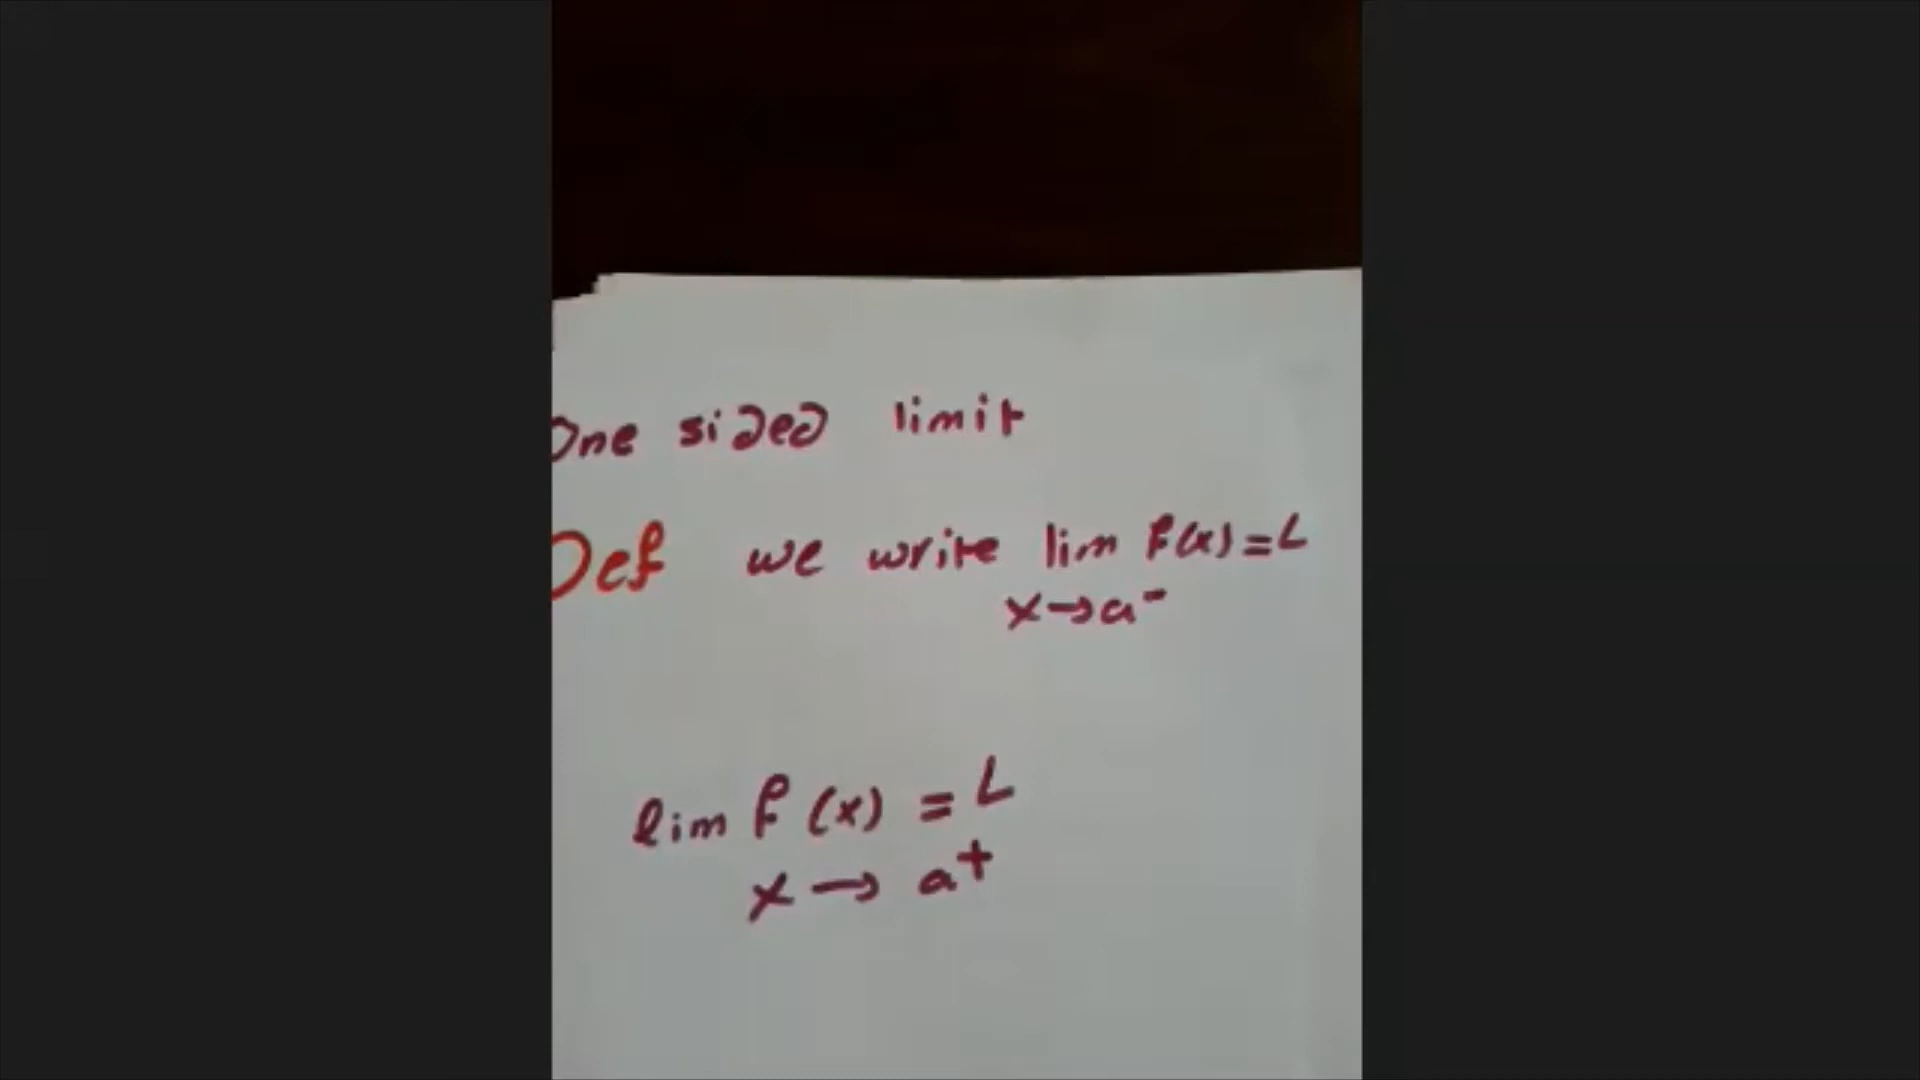 One sided limit
Def we write lim f(x) = L
x → a⁻
lim f(x) = L
x → a⁺